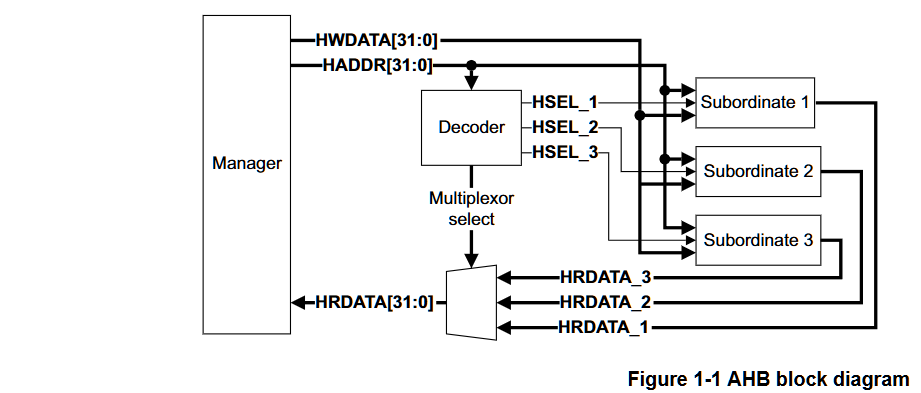 HWDATA[31:0]
HADDR[31:0]
HSEL_1
Subordinate 1
Decoder
HSEL_2
HSEL_3
Manager
Subordinate 2
Multiplexor
select
Subordinate 3
HRDATA_3
HRDATA[31:0]
HRDATA_2
HRDATA_1
Figure 1-1 AHB block diagram